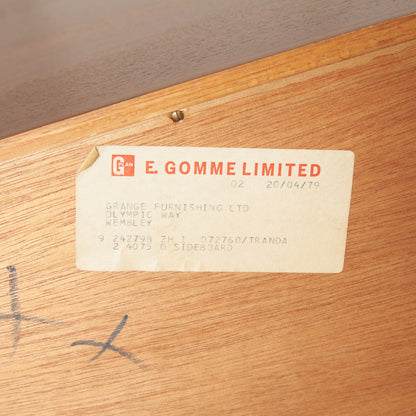 G PLAN E. GOMME LIMITED
02 20/04/79
GRANGE FURNISHING LTD
OLYMPIC WAY
WEMBLEY
9 242798 2H 1 072760/TRANDA
2 4075 D SIDEBOARD